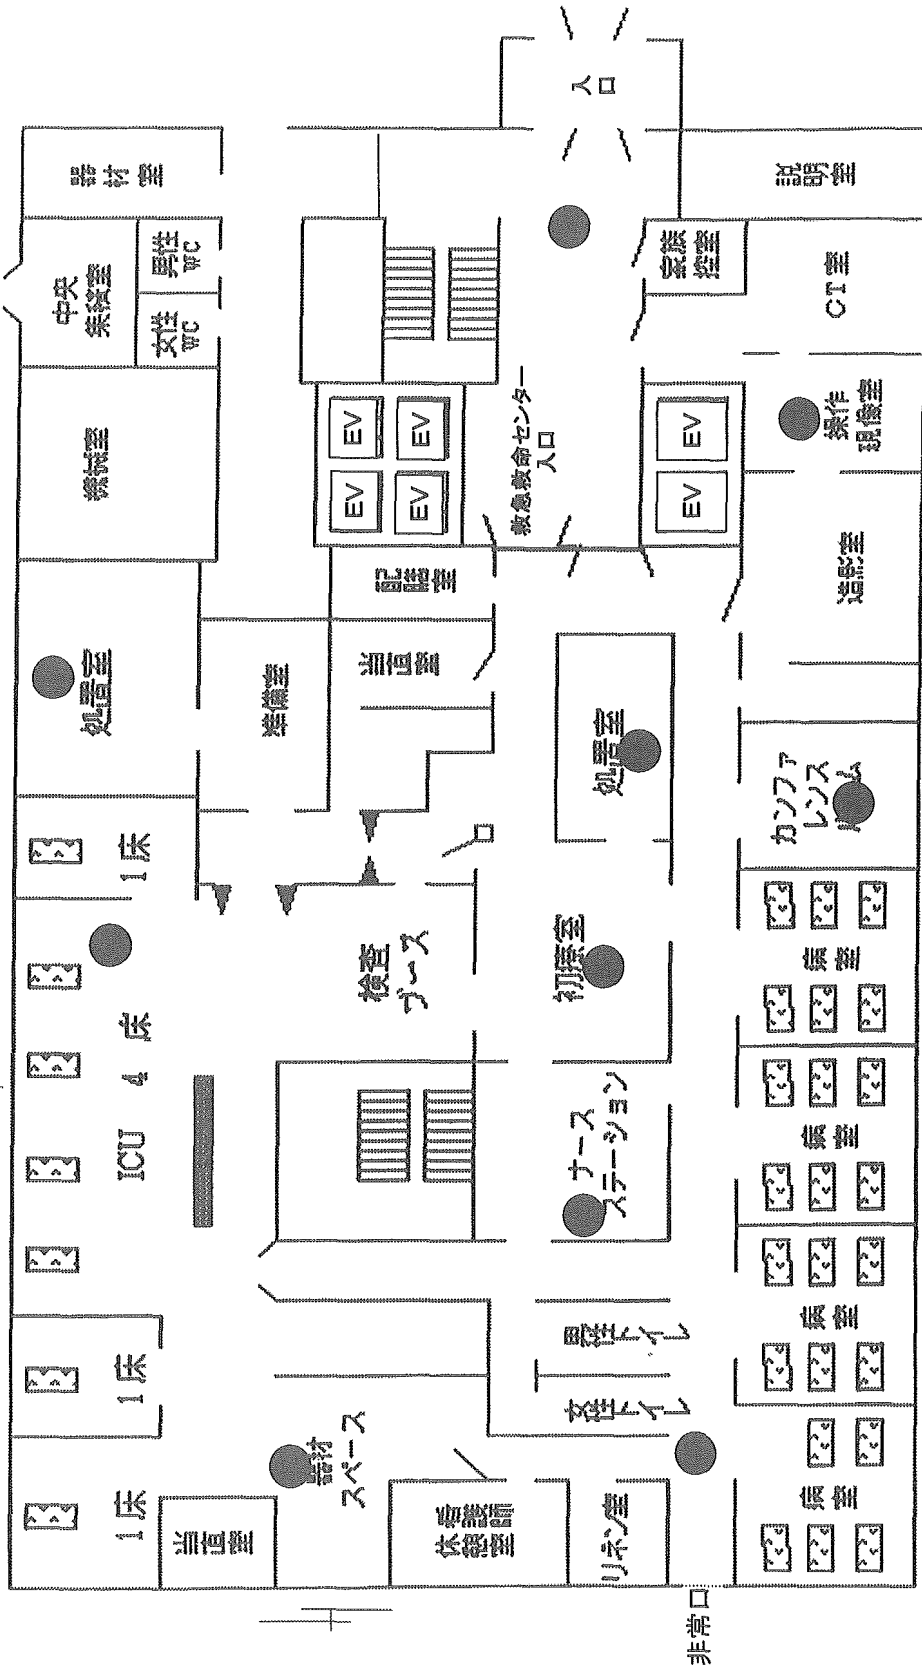 1床
1床
ICU 4 床
1床
処置室
機械室
中央
集積室
器材室
女性
WC
男性
WC
当直室
準備室
器材
スペース
検査
ブース
当直室
配膳室
EV
EV
EV
EV
看護師
休憩室
リネン室
女性トイレ
男性トイレ
ナース
ステーション
初療室
処置室
救急救命センター
入口
入口
EV
EV
家族
控室
非常口
病室
病室
病室
病室
カンファ
レンス
造影室
操作
現像室
CT室
説明室